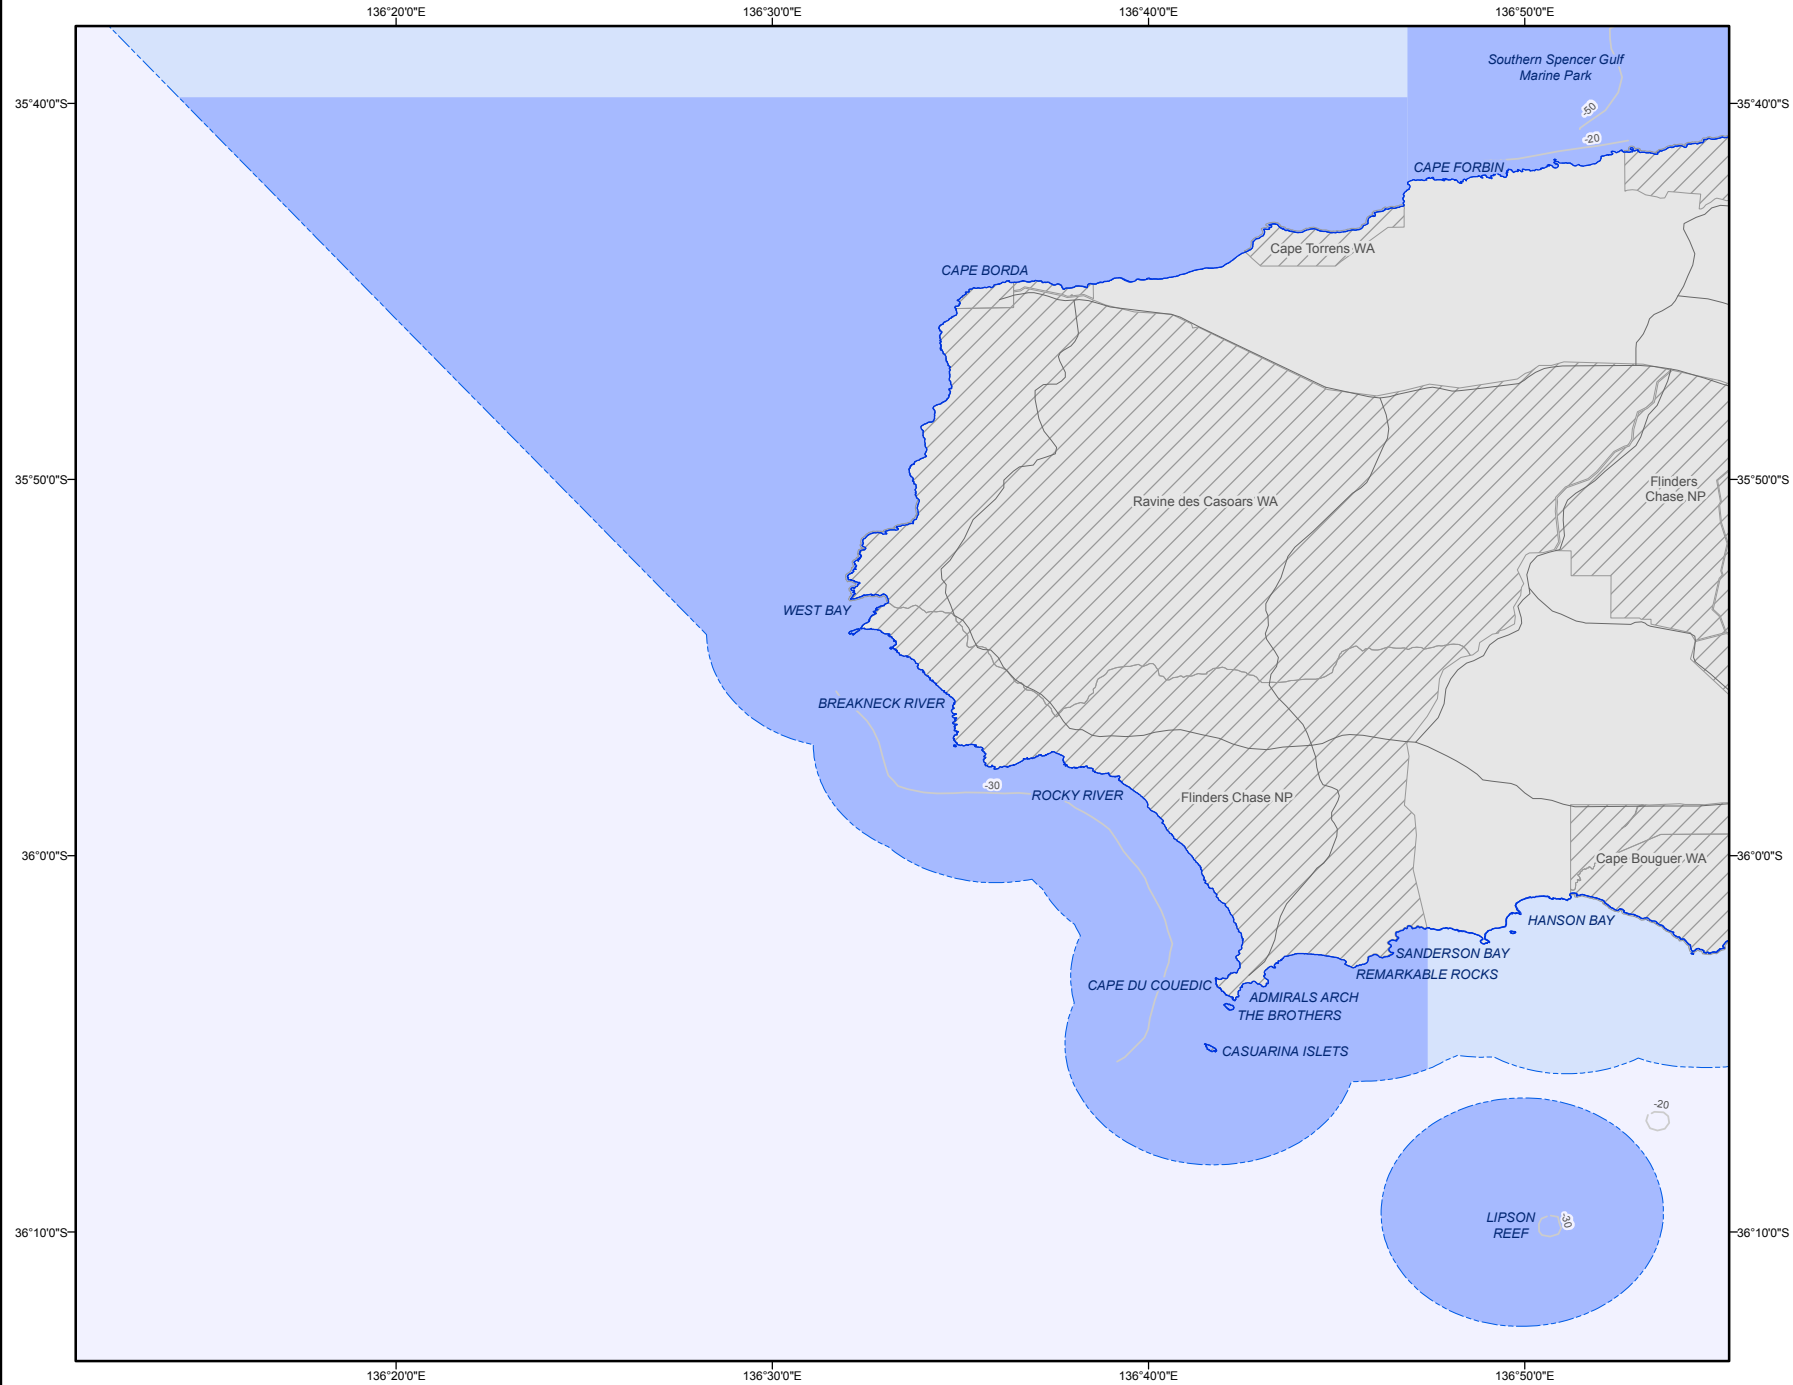 136°20'0"E
136°30'0"E
136°40'0"E
136°50'0"E
Southern Spencer Gulf
Marine Park
35°40'0"S
35°40'0"S
-50
-20
CAPE FORBIN
Cape Torrens WA
CAPE BORDA
35°50'0"S
35°50'0"S
Flinders
Chase NP
Ravine des Casoars WA
WEST BAY
BREAKNECK RIVER
-30
ROCKY RIVER
Flinders Chase NP
36°0'0"S
36°0'0"S
Cape Bouguer WA
HANSON BAY
SANDERSON BAY
REMARKABLE ROCKS
CAPE DU COUEDIC
ADMIRALS ARCH
THE BROTHERS
CASUARINA ISLETS
-20
LIPSON
REEF
-30
36°10'0"S
36°10'0"S
136°20'0"E
136°30'0"E
136°40'0"E
136°50'0"E